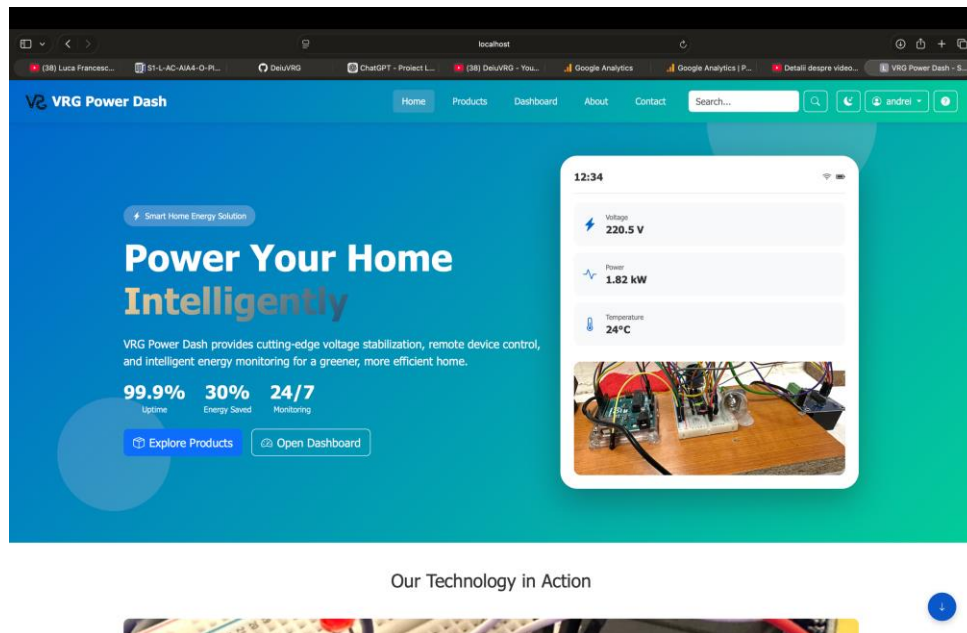 localhost
(38) Luca Francesc...
S1-L-AC-AIA4-O-PI...
DeiuVRG
ChatGPT - Proiect L...
(38) DeiuVRG - You...
Google Analytics
Google Analytics | P...
Detalii despre video...
VRG Power Dash - S...
VRG Power Dash
Home
Products
Dashboard
About
Contact
Search...
andrei
12:34
Smart Home Energy Solution
Power Your Home
Intelligently
VRG Power Dash provides cutting-edge voltage stabilization, remote device control,
and intelligent energy monitoring for a greener, more efficient home.
99.9%
Uptime
30%
Energy Saved
24/7
Monitoring
Explore Products
Open Dashboard
Voltage
220.5 V
Power
1.82 kW
Temperature
24°C
Our Technology in Action